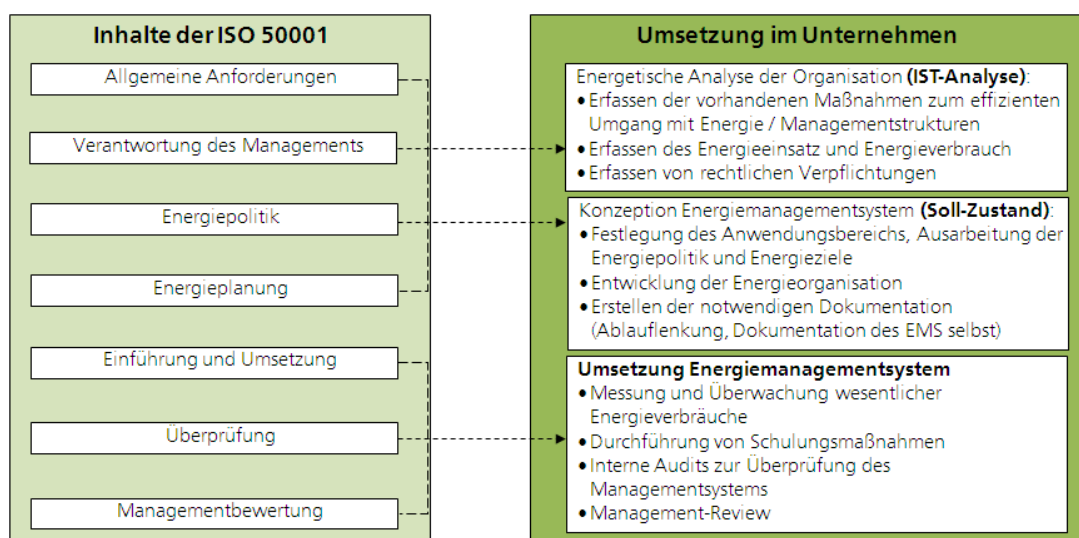 Inhalte der ISO 50001
Allgemeine Anforderungen
Verantwortung des Managements
Energiepolitik
Energieplanung
Einführung und Umsetzung
Überprüfung
Managementbewertung
Umsetzung im Unternehmen
Energetische Analyse der Organisation (IST-Analyse):
• Erfassen der vorhandenen Maßnahmen zum effizienten
Umgang mit Energie / Managementstrukturen
• Erfassen des Energieeinsatz und Energieverbrauch
• Erfassen von rechtlichen Verpflichtungen
Konzeption Energiemanagementsystem (Soll-Zustand):
• Festlegung des Anwendungsbereichs, Ausarbeitung der
Energiepolitik und Energieziele
• Entwicklung der Energieorganisation
• Erstellen der notwendigen Dokumentation
(Ablauflenkung, Dokumentation des EMS selbst)
Umsetzung Energiemanagementsystem
• Messung und Überwachung wesentlicher
Energieverbräuche
• Durchführung von Schulungsmaßnahmen
• Interne Audits zur Überprüfung des
Managementsystems
• Management-Review